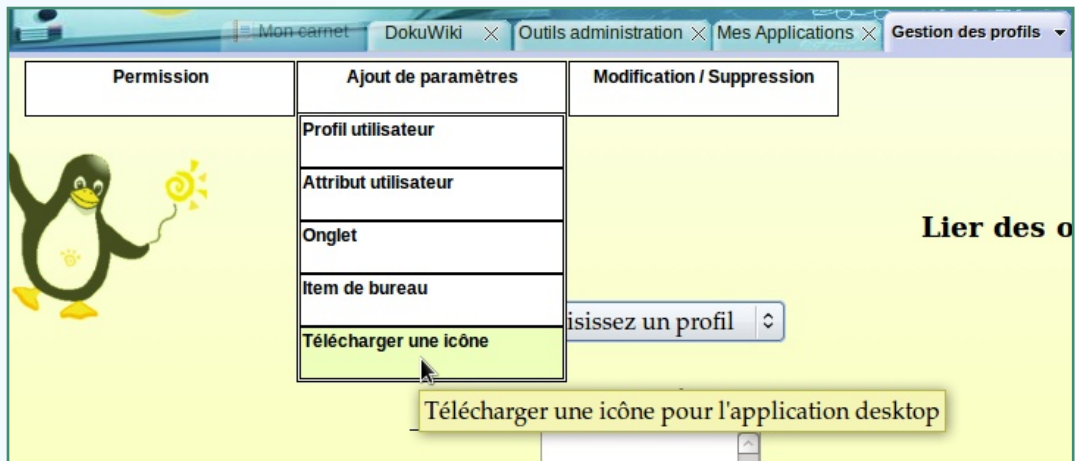 Mon carnet DokuWiki Outils administration Mes Applications Gestion des profils
Permission Ajout de paramètres Modification / Suppression
Profil utilisateur
Attribut utilisateur
Onglet
Lier des o
Item de bureau
isissez un profil
Télécharger une icône
Télécharger une icône pour l'application desktop